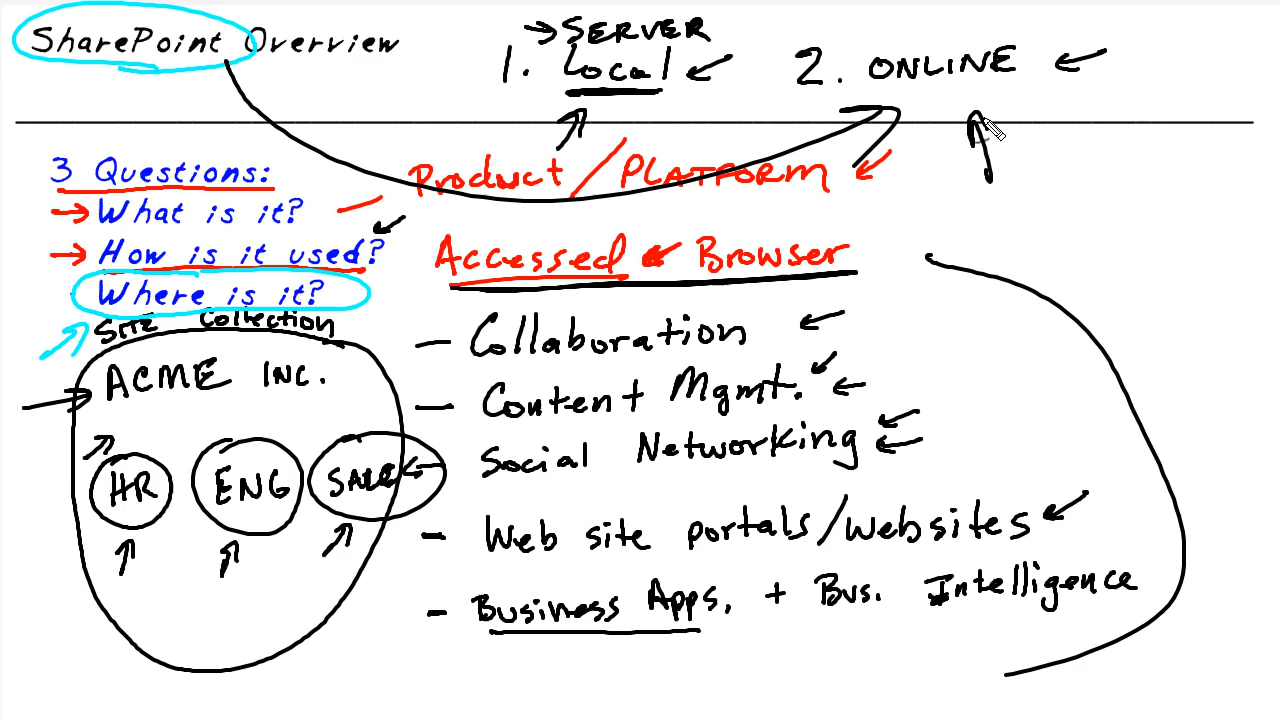 SharePoint Overview
→ SERVER
1. Local
2. ONLINE
3 Questions:
What is it?
Product/PLATFORM
How is it used?
Accessed Browser
Where is it?
SITE Collection
ACME INC.
HR
ENG
SALES
- Collaboration
- Content Mgmt.
- Social Networking
- Web site portals/websites
- Business Apps. + Bus. Intelligence